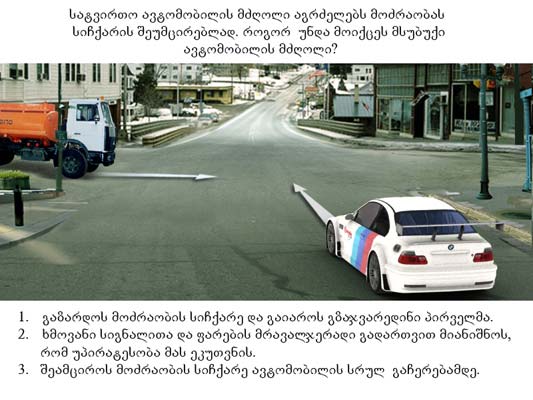 საგვირთო ავტომობილის მძღოლი აგრძელებს მოძრაობას
სიჩქარის შეუმცირებლად. როგორ უნდა მოიქცეს მსუბუქი
ავტომობილის მძღოლი?
1. გაზარდოს მოძრაობის სიჩქარე და გაიაროს გზაჯვარედინი პირველმა.
2. ხმოვანი სიგნალითა და ფარების მრავალჯერადი გადართვით მიანიშნოს,
რომ უპირატესობა მას ეკუთვნის.
3. შეამციროს მოძრაობის სიჩქარე ავტომობილის სრულ გაჩერებამდე.